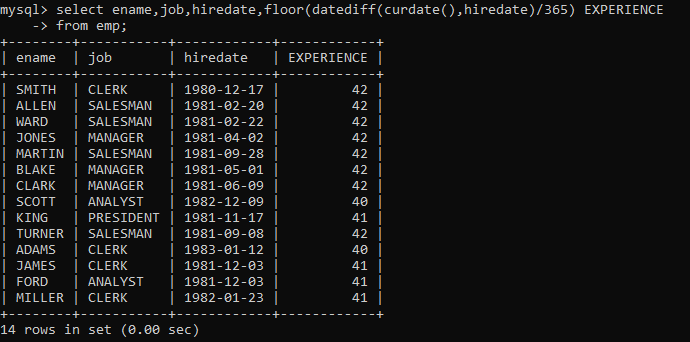 mysql> select ename,job,hiredate,floor(datediff(curdate(),hiredate)/365) EXPERIENCE
    -> from emp;
+--------+-----------+------------+------------+
| ename  | job       | hiredate   | EXPERIENCE |
+--------+-----------+------------+------------+
| SMITH  | CLERK     | 1980-12-17 |         42 |
| ALLEN  | SALESMAN  | 1981-02-20 |         42 |
| WARD   | SALESMAN  | 1981-02-22 |         42 |
| JONES  | MANAGER   | 1981-04-02 |         42 |
| MARTIN | SALESMAN  | 1981-09-28 |         42 |
| BLAKE  | MANAGER   | 1981-05-01 |         42 |
| CLARK  | MANAGER   | 1981-06-09 |         42 |
| SCOTT  | ANALYST   | 1982-12-09 |         40 |
| KING   | PRESIDENT | 1981-11-17 |         41 |
| TURNER | SALESMAN  | 1981-09-08 |         42 |
| ADAMS  | CLERK     | 1983-01-12 |         40 |
| JAMES  | CLERK     | 1981-12-03 |         41 |
| FORD   | ANALYST   | 1981-12-03 |         41 |
| MILLER | CLERK     | 1982-01-23 |         41 |
+--------+-----------+------------+------------+
14 rows in set (0.00 sec)